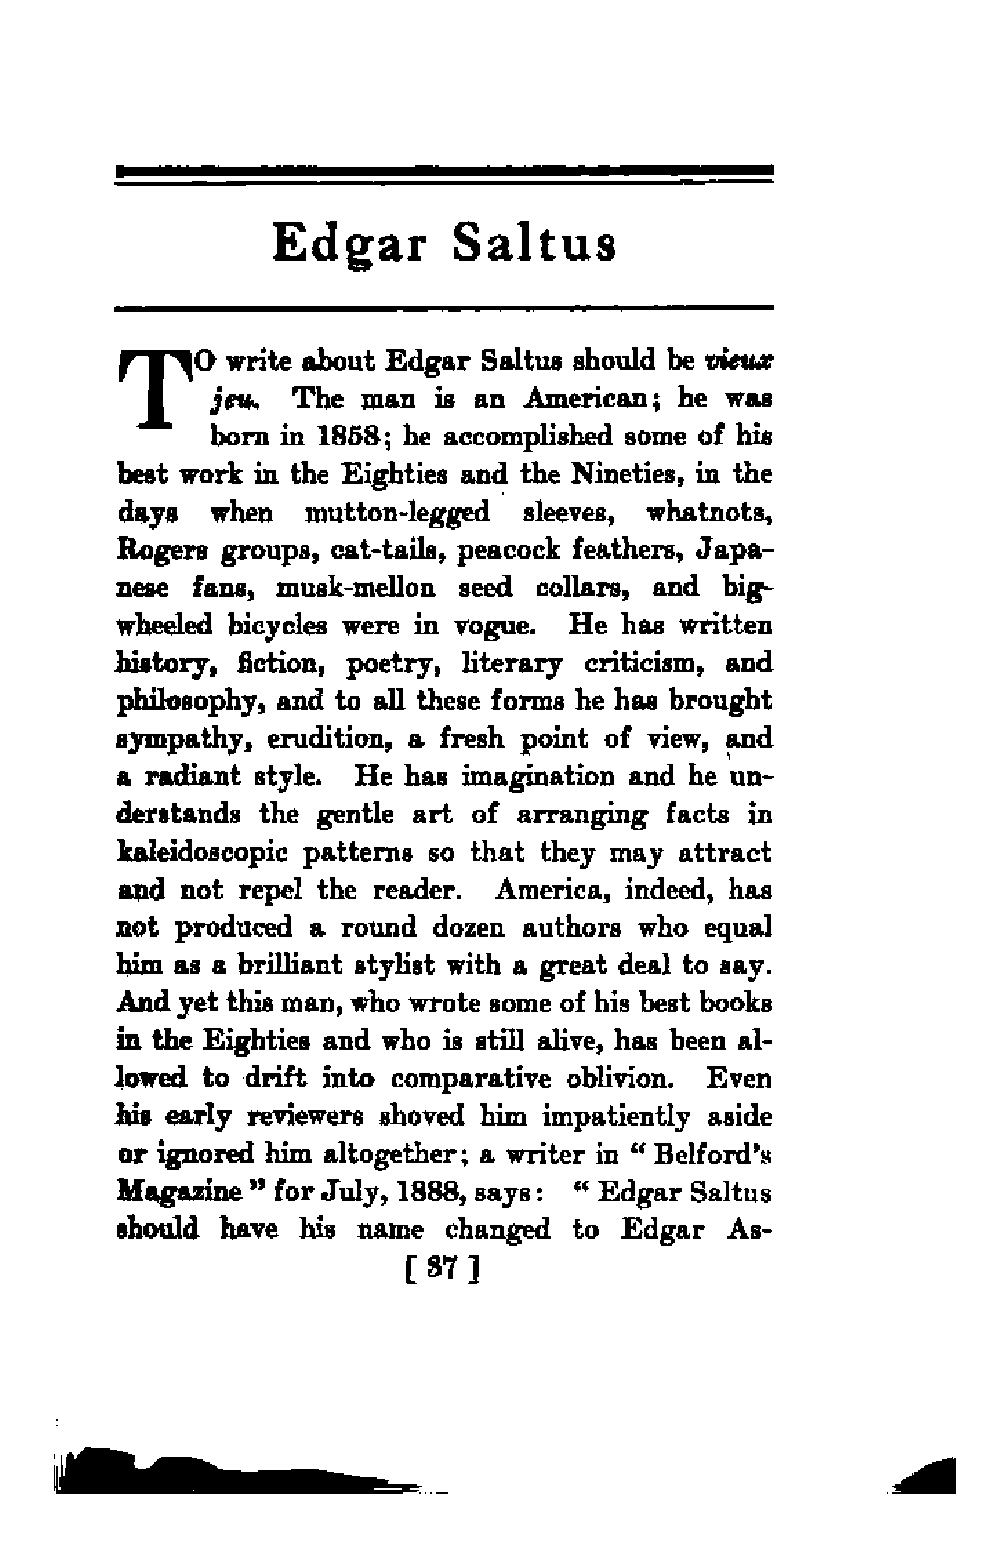 Edgar Saltus
TO write about Edgar Saltus should be vieux
jeu. The man is an American; he was
born in 1858; he accomplished some of his
best work in the Eighties and the Nineties, in the
days when mutton-legged sleeves, whatnots,
Rogers groups, cat-tails, peacock feathers, Japa-
nese fans, musk-mellon seed collars, and big-
wheeled bicycles were in vogue. He has written
history, fiction, poetry, literary criticism, and
philosophy, and to all these forms he has brought
sympathy, erudition, a fresh point of view, and
a radiant style. He has imagination and he un-
derstands the gentle art of arranging facts in
kaleidoscopic patterns so that they may attract
and not repel the reader. America, indeed, has
not produced a round dozen authors who equal
him as a brilliant stylist with a great deal to say.
And yet this man, who wrote some of his best books
in the Eighties and who is still alive, has been al-
lowed to drift into comparative oblivion. Even
his early reviewers shoved him impatiently aside
or ignored him altogether; a writer in “ Belford's
Magazine ” for July, 1888, says: “ Edgar Saltus
should have his name changed to Edgar As-
[ 37 ]